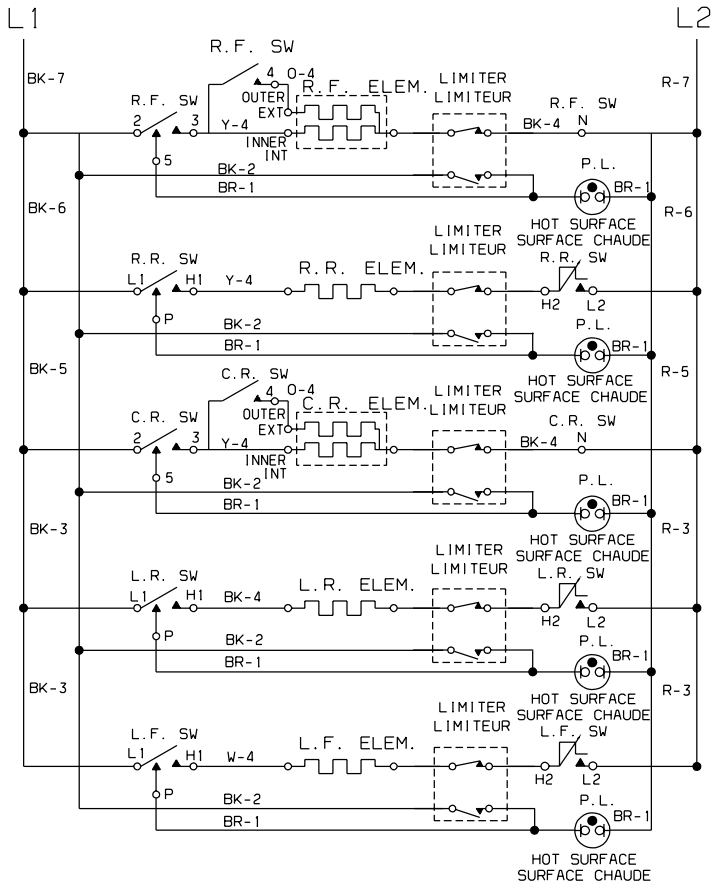 L1
L2
R.F. SW
BK-7
4 O-4
LIMITER
R-7
R.F. ELEM.
LIMITEUR
OUTER
EXT
R.F. SW
R.F. SW
2
3
Y-4
BK-4
N
INNER
INT
5
BK-2
P.L.
BR-1
BR-1
BK-6
R-6
HOT SURFACE
SURFACE CHAUDE
LIMITER
LIMITEUR
R.R. SW
R.R. SW
L1
H1
Y-4
R.R. ELEM.
H2
L2
P
BK-2
P.L.
BR-1
BR-1
BK-5
R-5
HOT SURFACE
SURFACE CHAUDE
C.R. SW
4 O-4
LIMITER
LIMITEUR
C.R. ELEM.
OUTER
EXT
C.R. SW
C.R. SW
2
3
Y-4
BK-4
N
INNER
INT
5
BK-2
P.L.
BR-1
BR-1
BK-3
R-3
HOT SURFACE
SURFACE CHAUDE
LIMITER
LIMITEUR
L.R. SW
L.R. SW
L1
H1
BK-4
L.R. ELEM.
H2
L2
P
BK-2
P.L.
BR-1
BR-1
BK-3
R-3
HOT SURFACE
SURFACE CHAUDE
LIMITER
LIMITEUR
L.F. SW
L.F. SW
L1
H1
W-4
L.F. ELEM.
H2
L2
P
BK-2
P.L.
BR-1
BR-1
HOT SURFACE
SURFACE CHAUDE